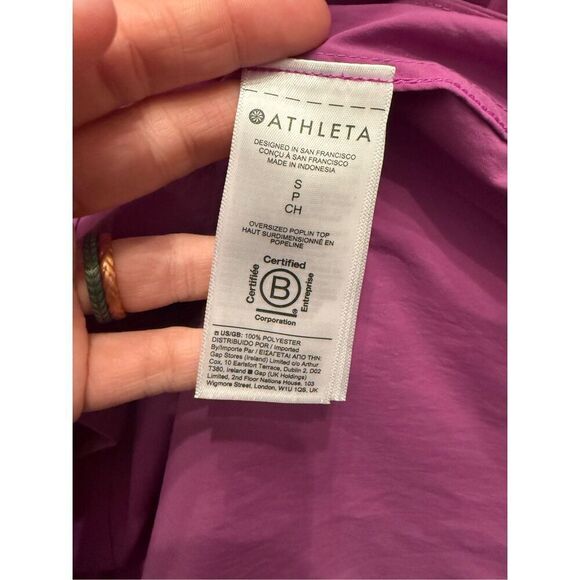 ATHLETA
DESIGNED IN SAN FRANCISCO
CONÇU À SAN FRANCISCO
MADE IN INDONESIA
S
P
CH
OVERSIZED POPLIN TOP
HAUT SURDIMENSIONNÉ EN
POPELINE
Certified
Certifiée
B
Entreprise
Corporation
US/GB: 100% POLYESTER
DISTRIBUIDO POR / Imported
By/Importe Par / ΕΙΣΑΓΕΤΑΙ ΑΠΟ ΤΗΝ:
Gap Stores (Ireland) Limited c/o Arthur
Cox, 10 Earlsfort Terrace, Dublin 2, D02
T380, Ireland Gap (UK Holdings)
Limited, 2nd Floor Nations House, 103
Wigmore Street, London, W1U 1QS, UK